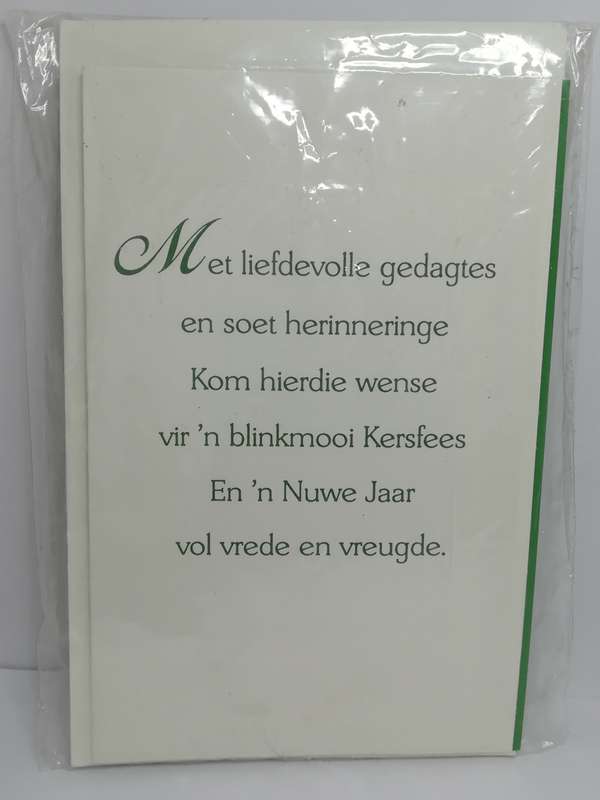 Met liefdevolle gedagtes
en soet herinneringe
Kom hierdie wense
vir 'n blinkmooi Kersfees
En 'n Nuwe Jaar
vol vrede en vreugde.